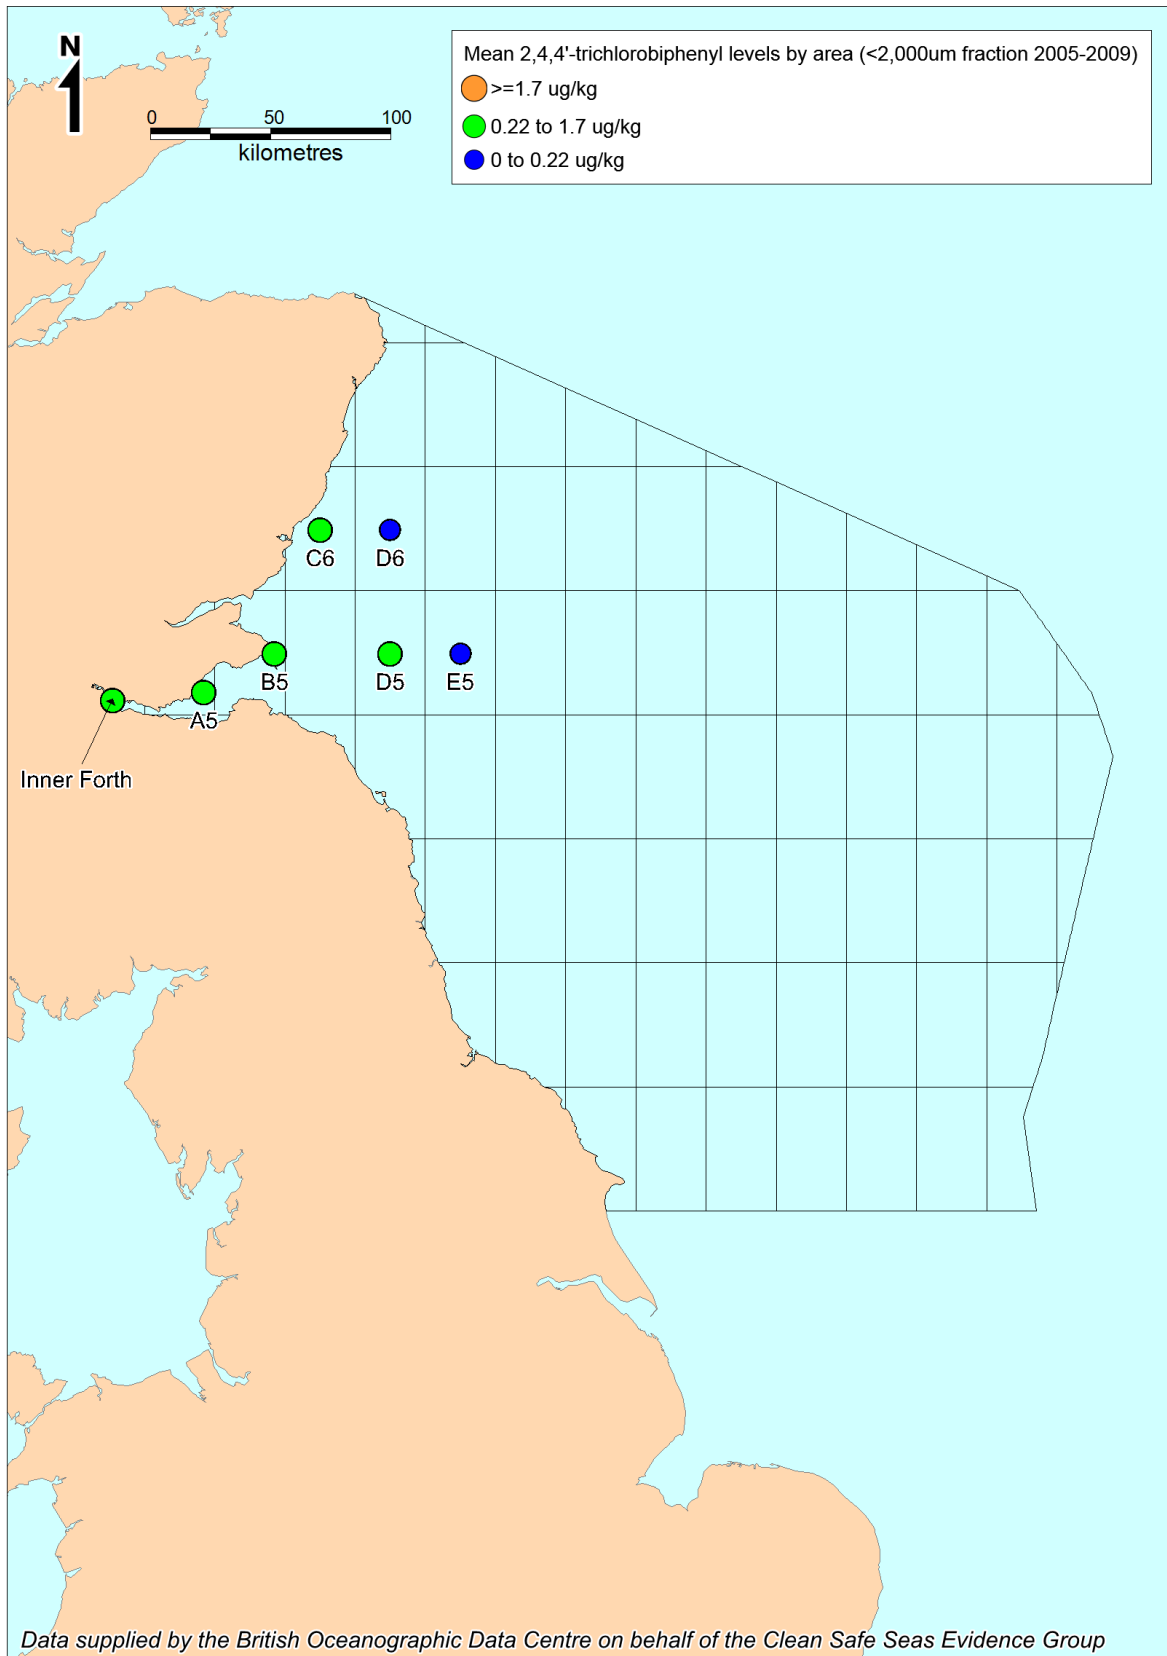 N
0 50 100
kilometres
Mean 2,4,4'-trichlorobiphenyl levels by area (<2,000um fraction 2005-2009)
>=1.7 ug/kg
0.22 to 1.7 ug/kg
0 to 0.22 ug/kg
C6 D6
B5 D5 E5
A5
Inner Forth
Data supplied by the British Oceanographic Data Centre on behalf of the Clean Safe Seas Evidence Group